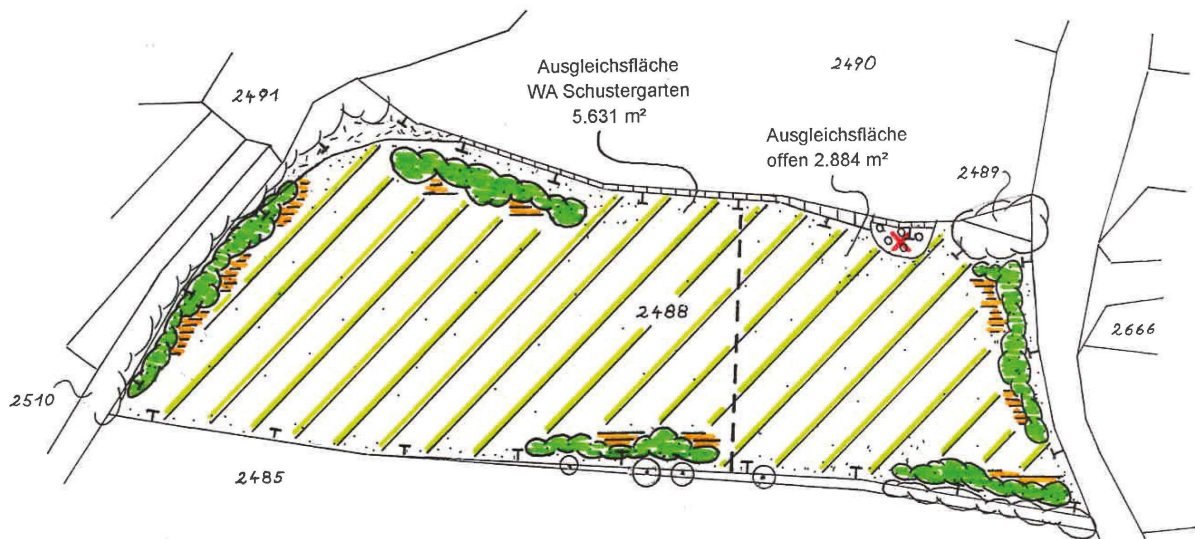 2491
Ausgleichsfläche
WA Schustergarten
5.631 m²
2490
Ausgleichsfläche
offen 2.884 m²
2489
2488
2666
2510
2485